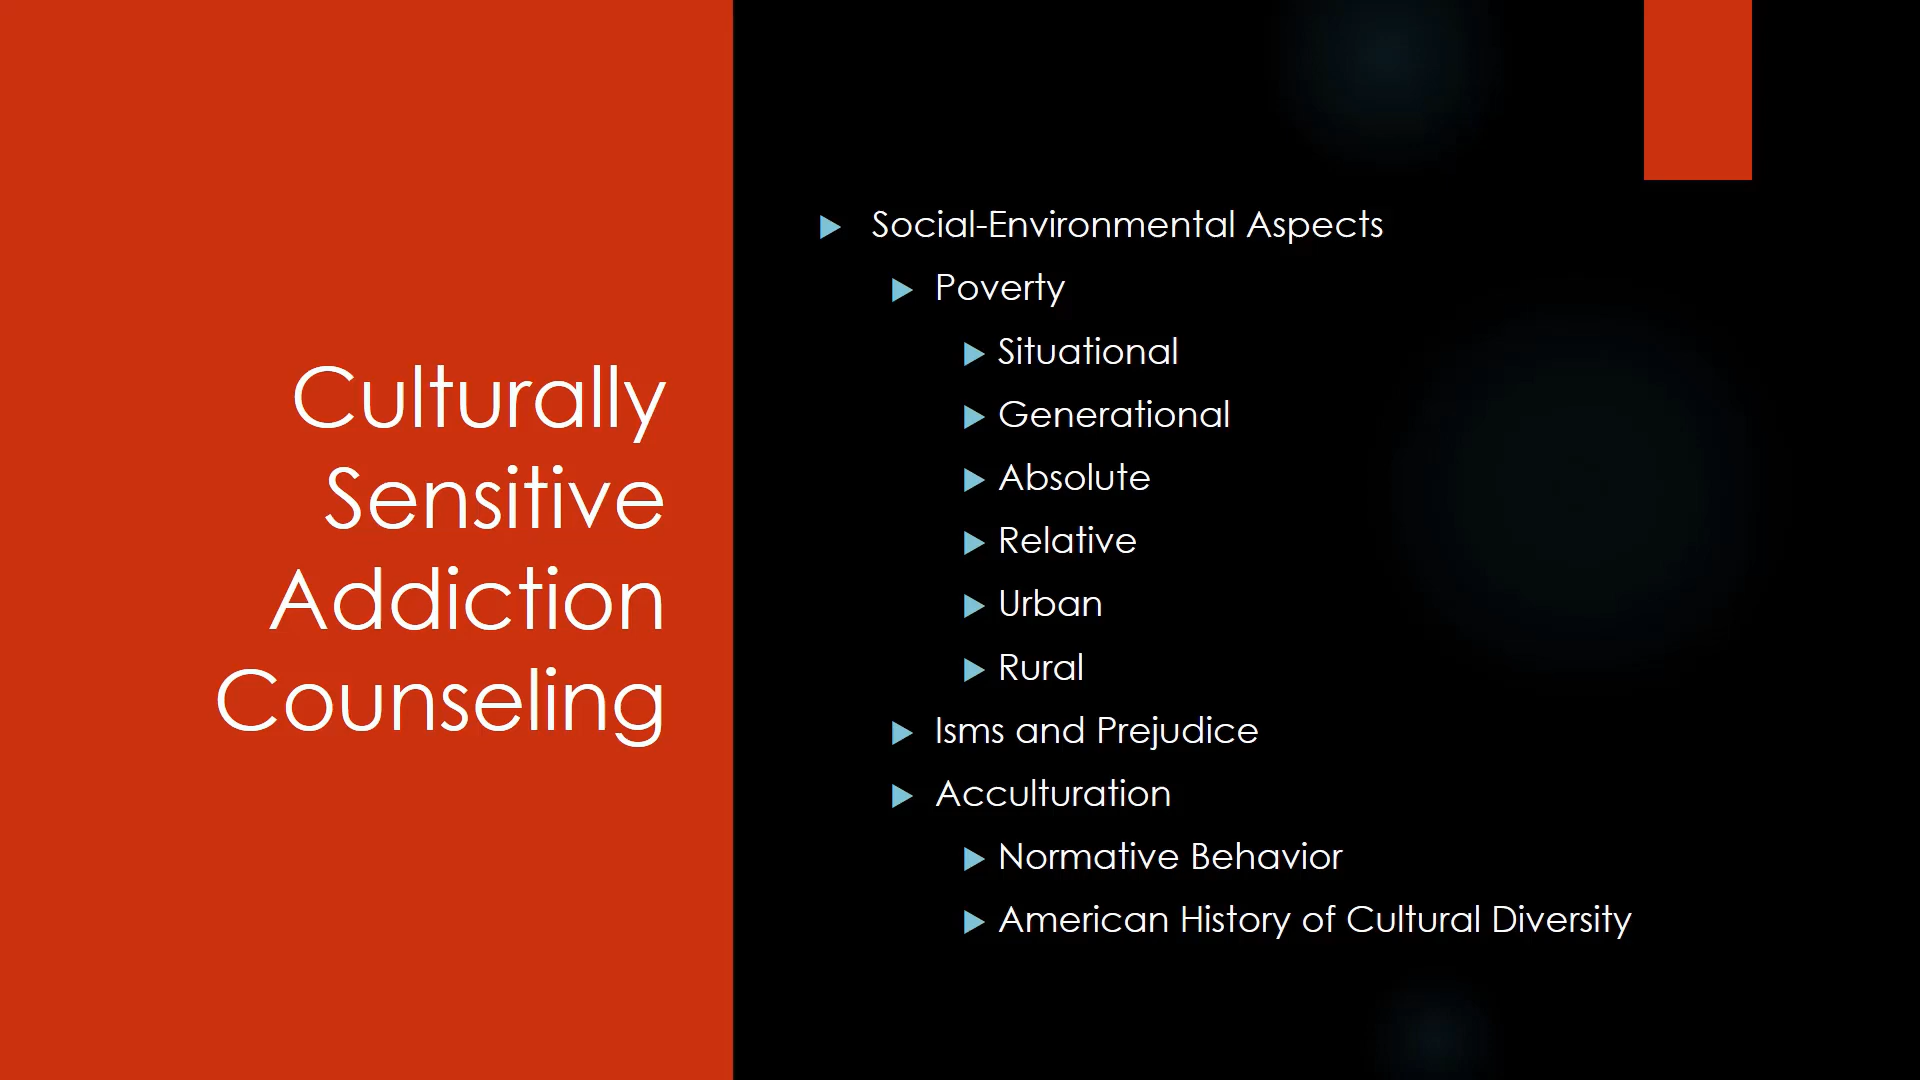 Culturally
Sensitive
Addiction
Counseling
Social-Environmental Aspects
Poverty
Situational
Generational
Absolute
Relative
Urban
Rural
Isms and Prejudice
Acculturation
Normative Behavior
American History of Cultural Diversity